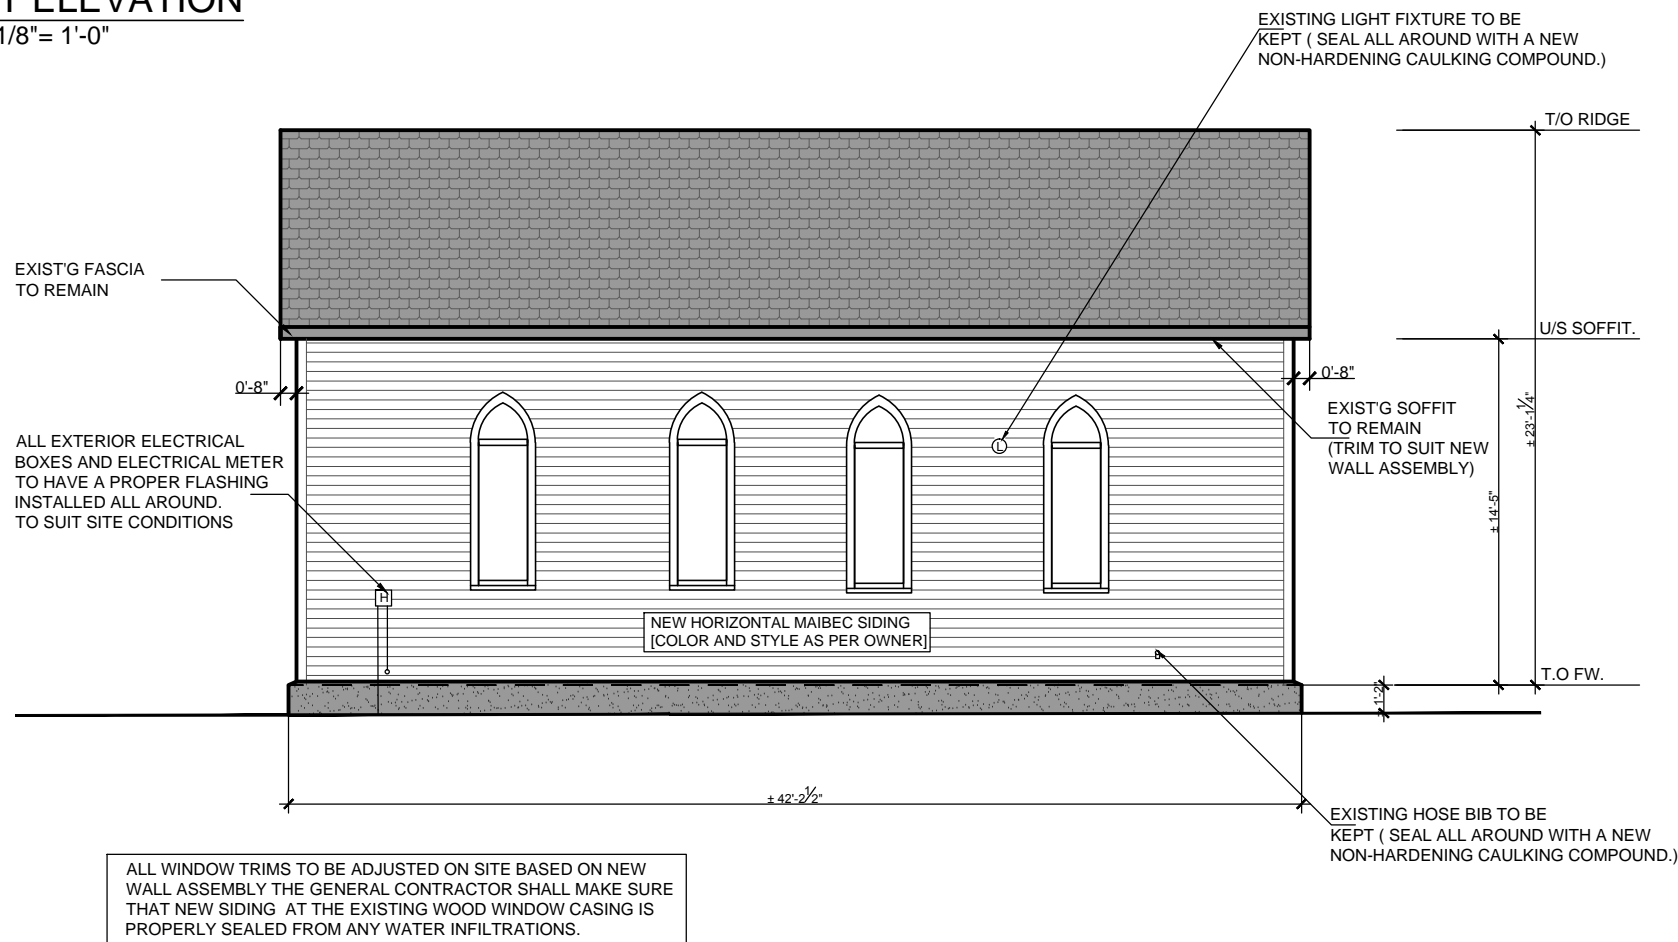 T ELEVATION
1/8"= 1'-0"
EXISTING LIGHT FIXTURE TO BE
KEPT ( SEAL ALL AROUND WITH A NEW
NON-HARDENING CAULKING COMPOUND.)
T/O RIDGE
EXIST'G FASCIA
TO REMAIN
U/S SOFFIT.
0'-8"
0'-8"
EXIST'G SOFFIT
TO REMAIN
(TRIM TO SUIT NEW
WALL ASSEMBLY)
± 23'-1/4"
± 14'-5"
ALL EXTERIOR ELECTRICAL
BOXES AND ELECTRICAL METER
TO HAVE A PROPER FLASHING
INSTALLED ALL AROUND.
TO SUIT SITE CONDITIONS
L
H
NEW HORIZONTAL MAIBEC SIDING
[COLOR AND STYLE AS PER OWNER]
T.O FW.
1'-2"
± 42'-2 1/2"
EXISTING HOSE BIB TO BE
KEPT ( SEAL ALL AROUND WITH A NEW
NON-HARDENING CAULKING COMPOUND.)
ALL WINDOW TRIMS TO BE ADJUSTED ON SITE BASED ON NEW
WALL ASSEMBLY THE GENERAL CONTRACTOR SHALL MAKE SURE
THAT NEW SIDING AT THE EXISTING WOOD WINDOW CASING IS
PROPERLY SEALED FROM ANY WATER INFILTRATIONS.